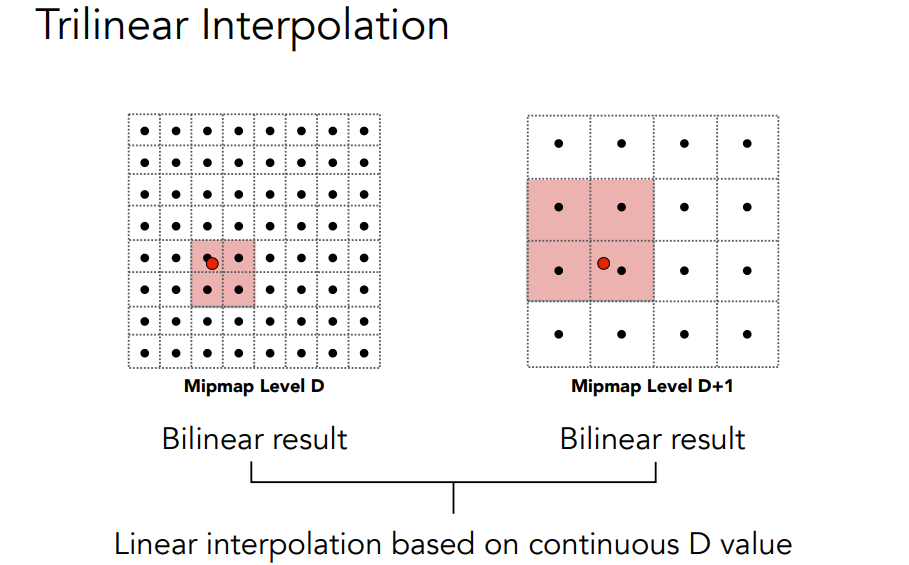 Trilinear Interpolation
Mipmap Level D
Mipmap Level D+1
Bilinear result
Bilinear result
Linear interpolation based on continuous D value